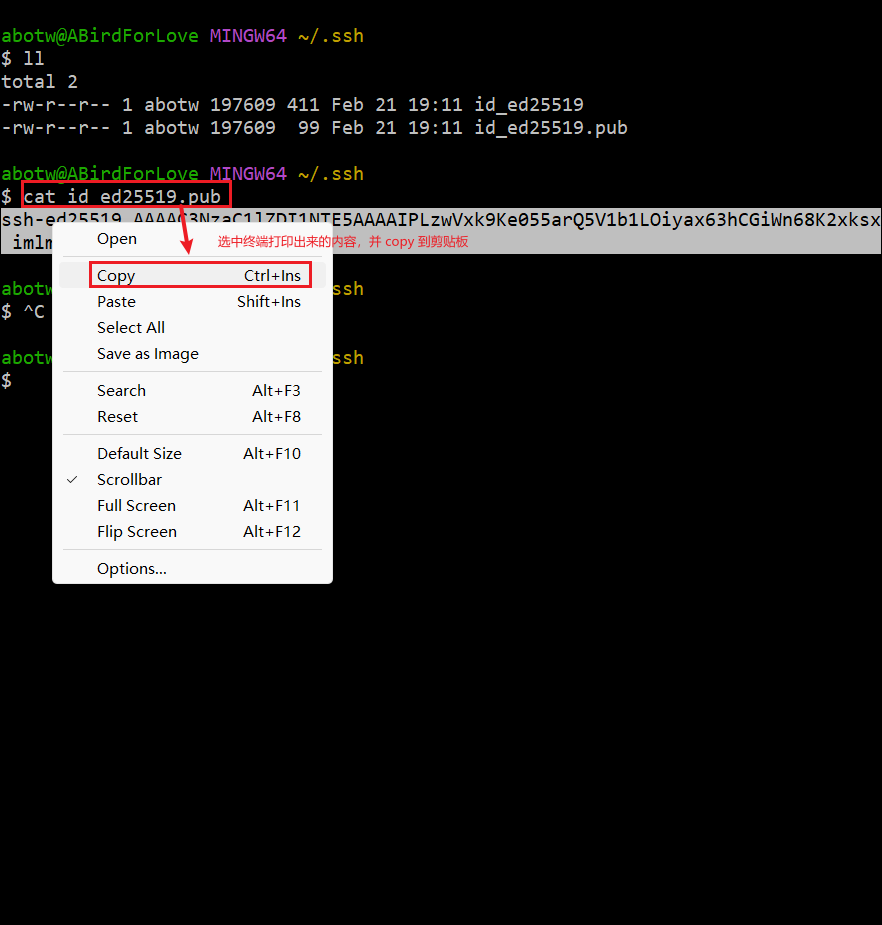 abotw@ABirdForLove MINGW64 ~/.ssh
$ ll
total 2
-rw-r--r-- 1 abotw 197609 411 Feb 21 19:11 id_ed25519
-rw-r--r-- 1 abotw 197609  99 Feb 21 19:11 id_ed25519.pub
abotw@ABirdForLove MINGW64 ~/.ssh
$ cat id_ed25519.pub
ssh-ed25519 AAAAC3NzaC1lZDI1NTE5AAAAIPLzwVxk9Ke055arQ5V1b1LOiyax63hCGiWn68K2xksx
imlm
选中终端打印出来的内容，并 copy 到剪贴板
Open
Copy Ctrl+Ins
Paste Shift+Ins
Select All
Save as Image
Search Alt+F3
Reset Alt+F8
Default Size Alt+F10
Scrollbar
Full Screen Alt+F11
Flip Screen Alt+F12
Options...
abotw ssh
$ ^C
abotw ssh
$